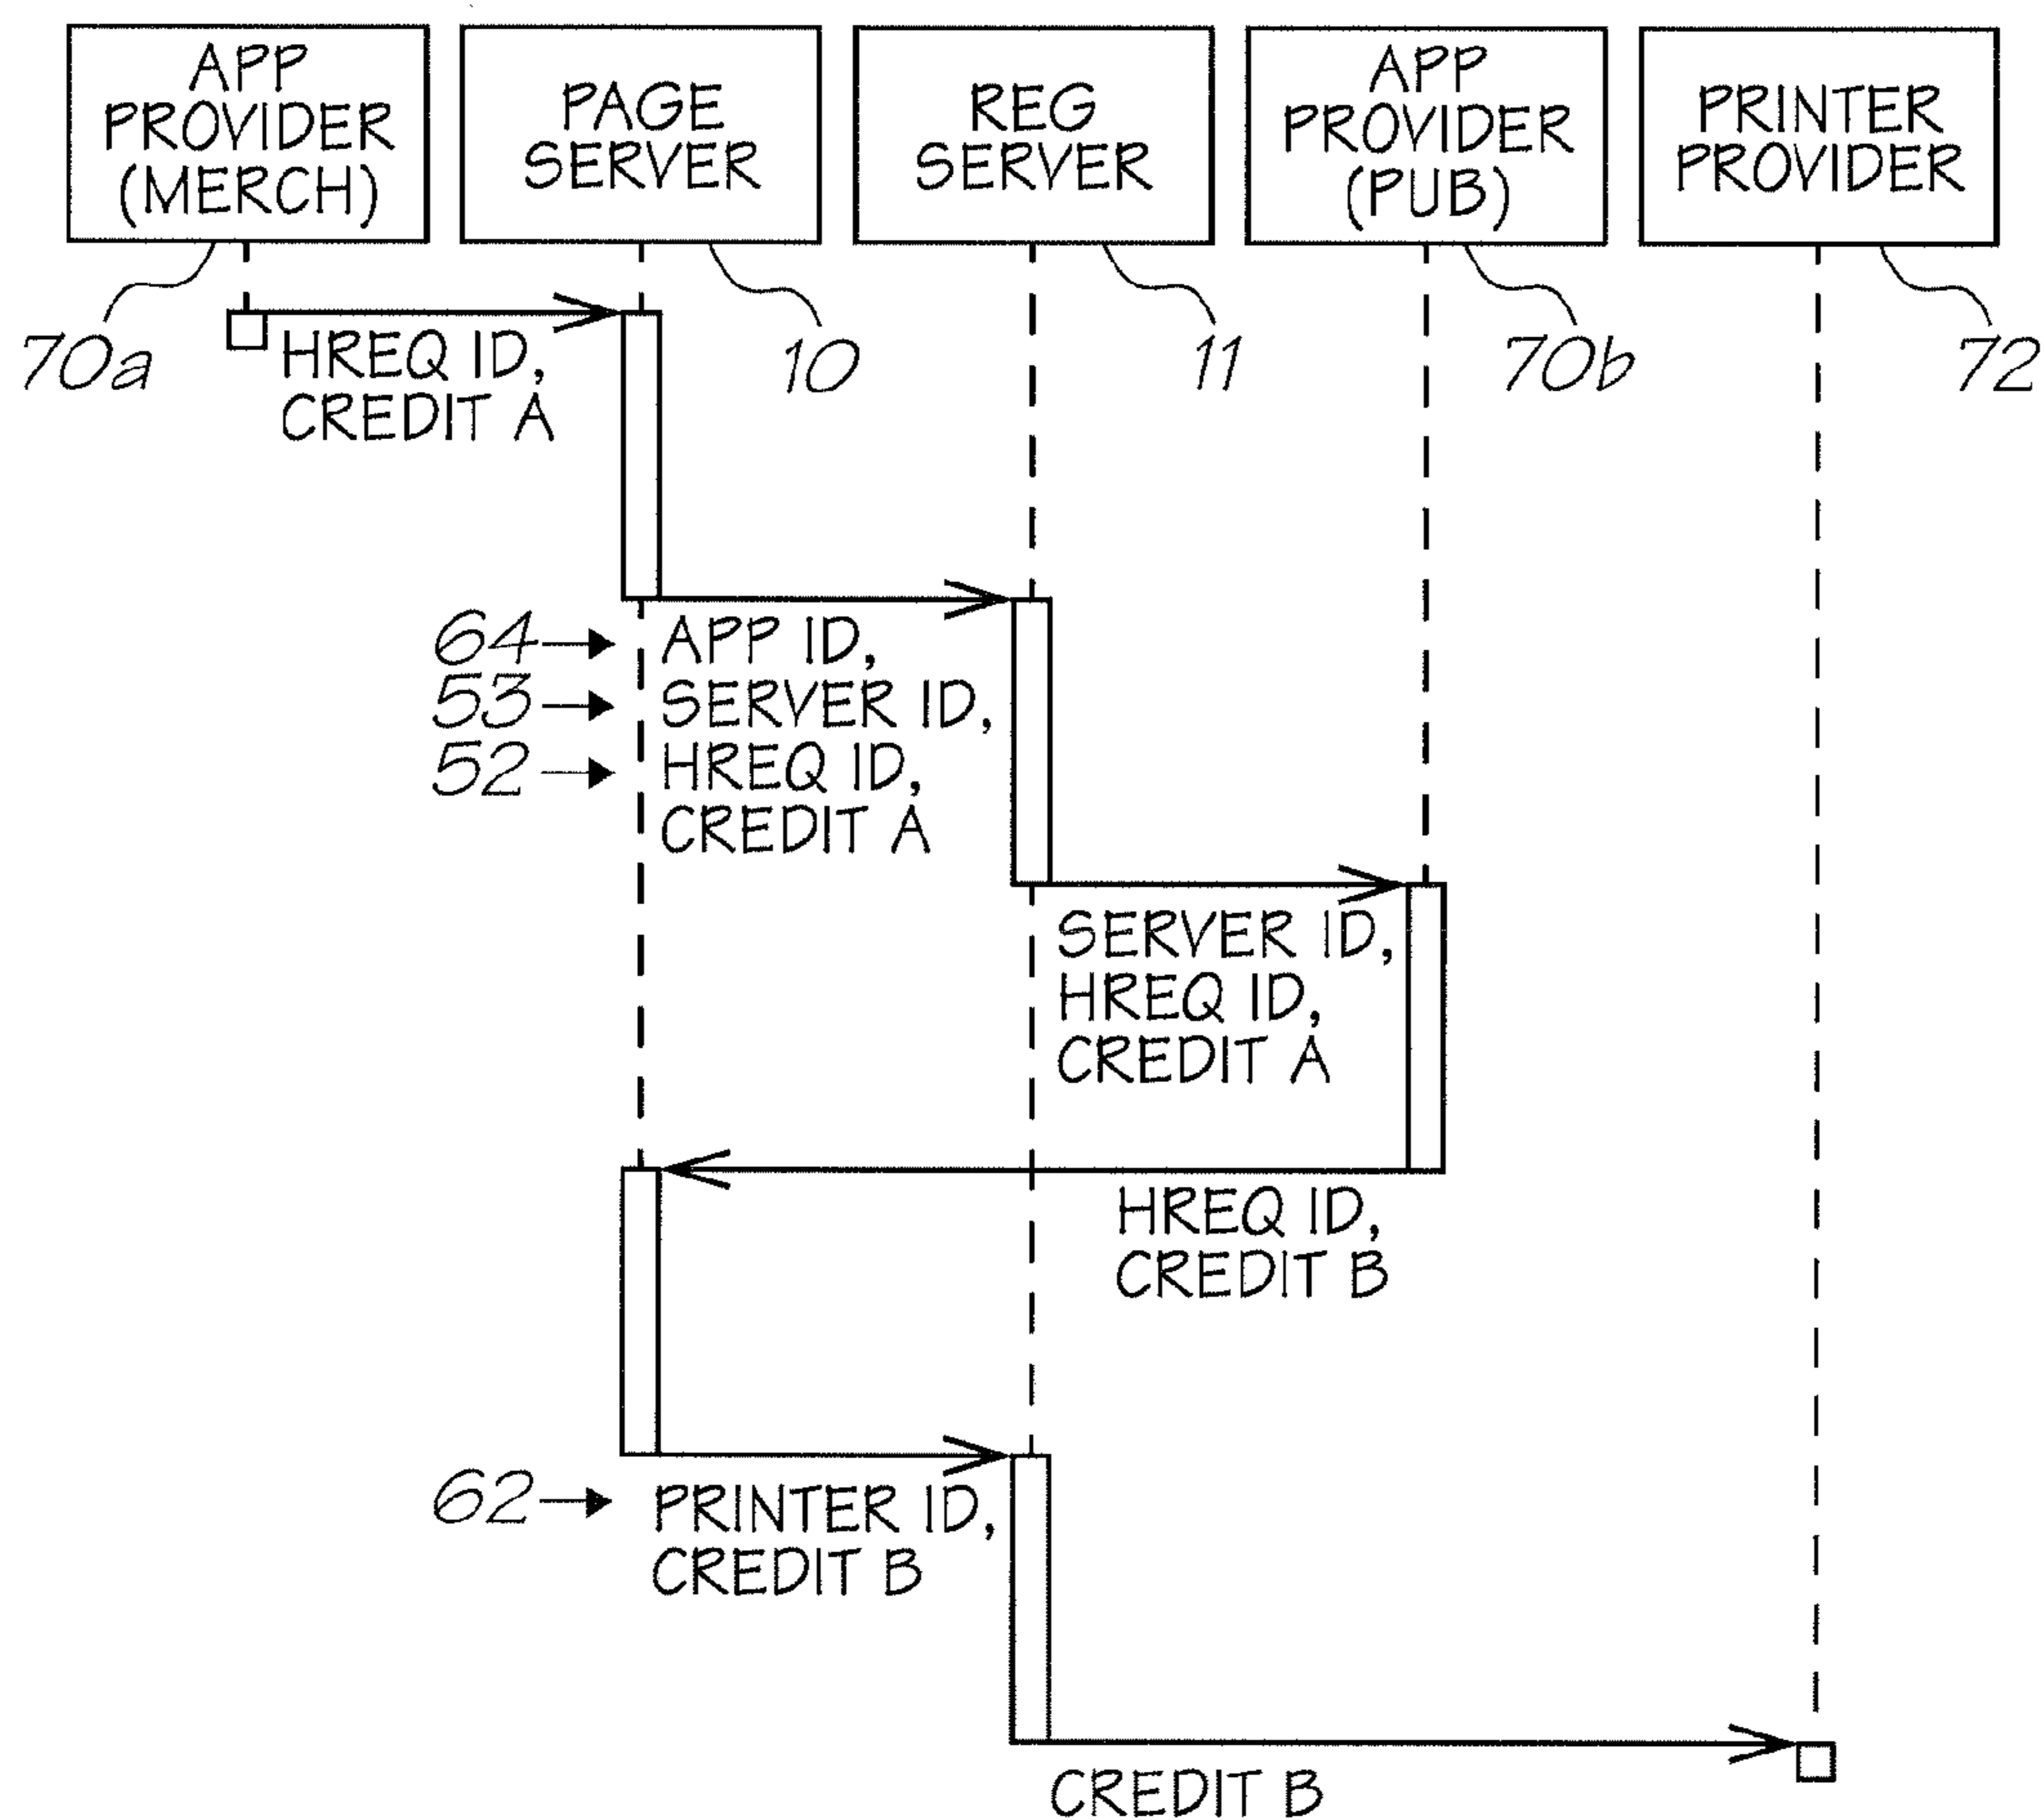 APP
PROVIDER
(MERCH)
PAGE
SERVER
REG
SERVER
APP
PROVIDER
(PUB)
PRINTER
PROVIDER
70a
10
11
70b
72
HREQ ID,
CREDIT A
64
APP ID,
53
SERVER ID,
52
HREQ ID,
CREDIT A
SERVER ID,
HREQ ID,
CREDIT A
HREQ ID,
CREDIT B
62
PRINTER ID,
CREDIT B
CREDIT B